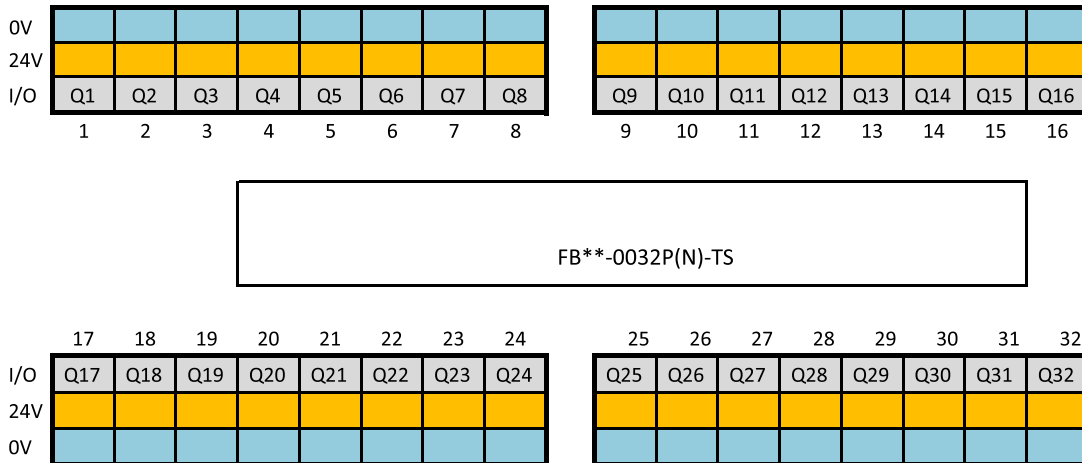 0V
24V
I/O Q1 Q2 Q3 Q4 Q5 Q6 Q7 Q8 Q9 Q10 Q11 Q12 Q13 Q14 Q15 Q16
1 2 3 4 5 6 7 8 9 10 11 12 13 14 15 16
FB**-0032P(N)-TS
17 18 19 20 21 22 23 24 25 26 27 28 29 30 31 32
I/O Q17 Q18 Q19 Q20 Q21 Q22 Q23 Q24 Q25 Q26 Q27 Q28 Q29 Q30 Q31 Q32
24V
0V